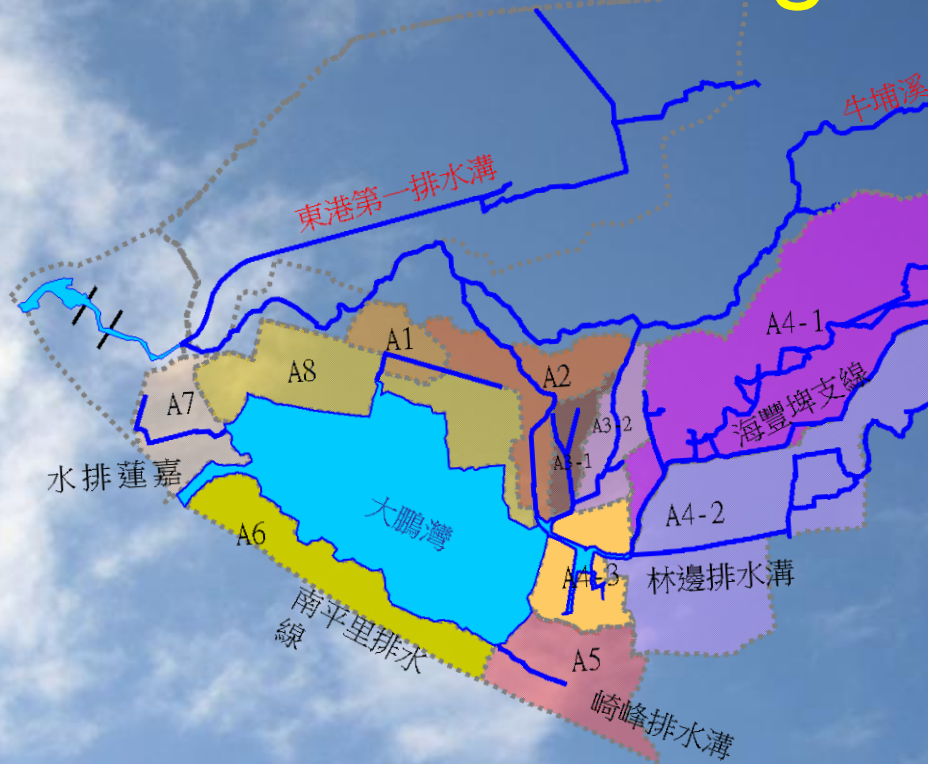 g
牛埔溪
東港第一排水溝
A4-1
A1
A2
A8
A7
海豐埤支線
A3-2
A3-1
水排蓮嘉
大鵬灣
A4-2
A6
A4-3
林邊排水溝
南平里排水
線
A5
崎峰排水溝